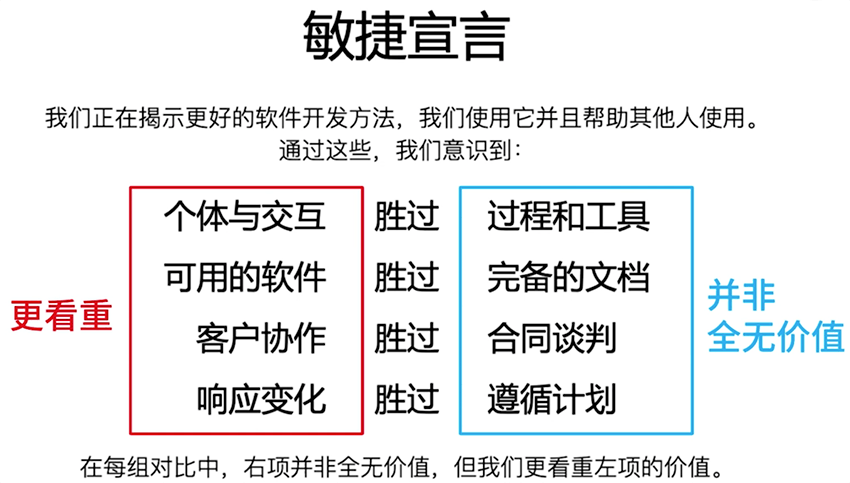 敏捷宣言
我们正在揭示更好的软件开发方法，我们使用它并且帮助其他人使用。
通过这些，我们意识到：
个体与交互 胜过 过程和工具
可用的软件 胜过 完备的文档
更看重
并非
全无价值
客户协作 胜过 合同谈判
响应变化 胜过 遵循计划
在每组对比中，右项并非全无价值，但我们更看重左项的价值。